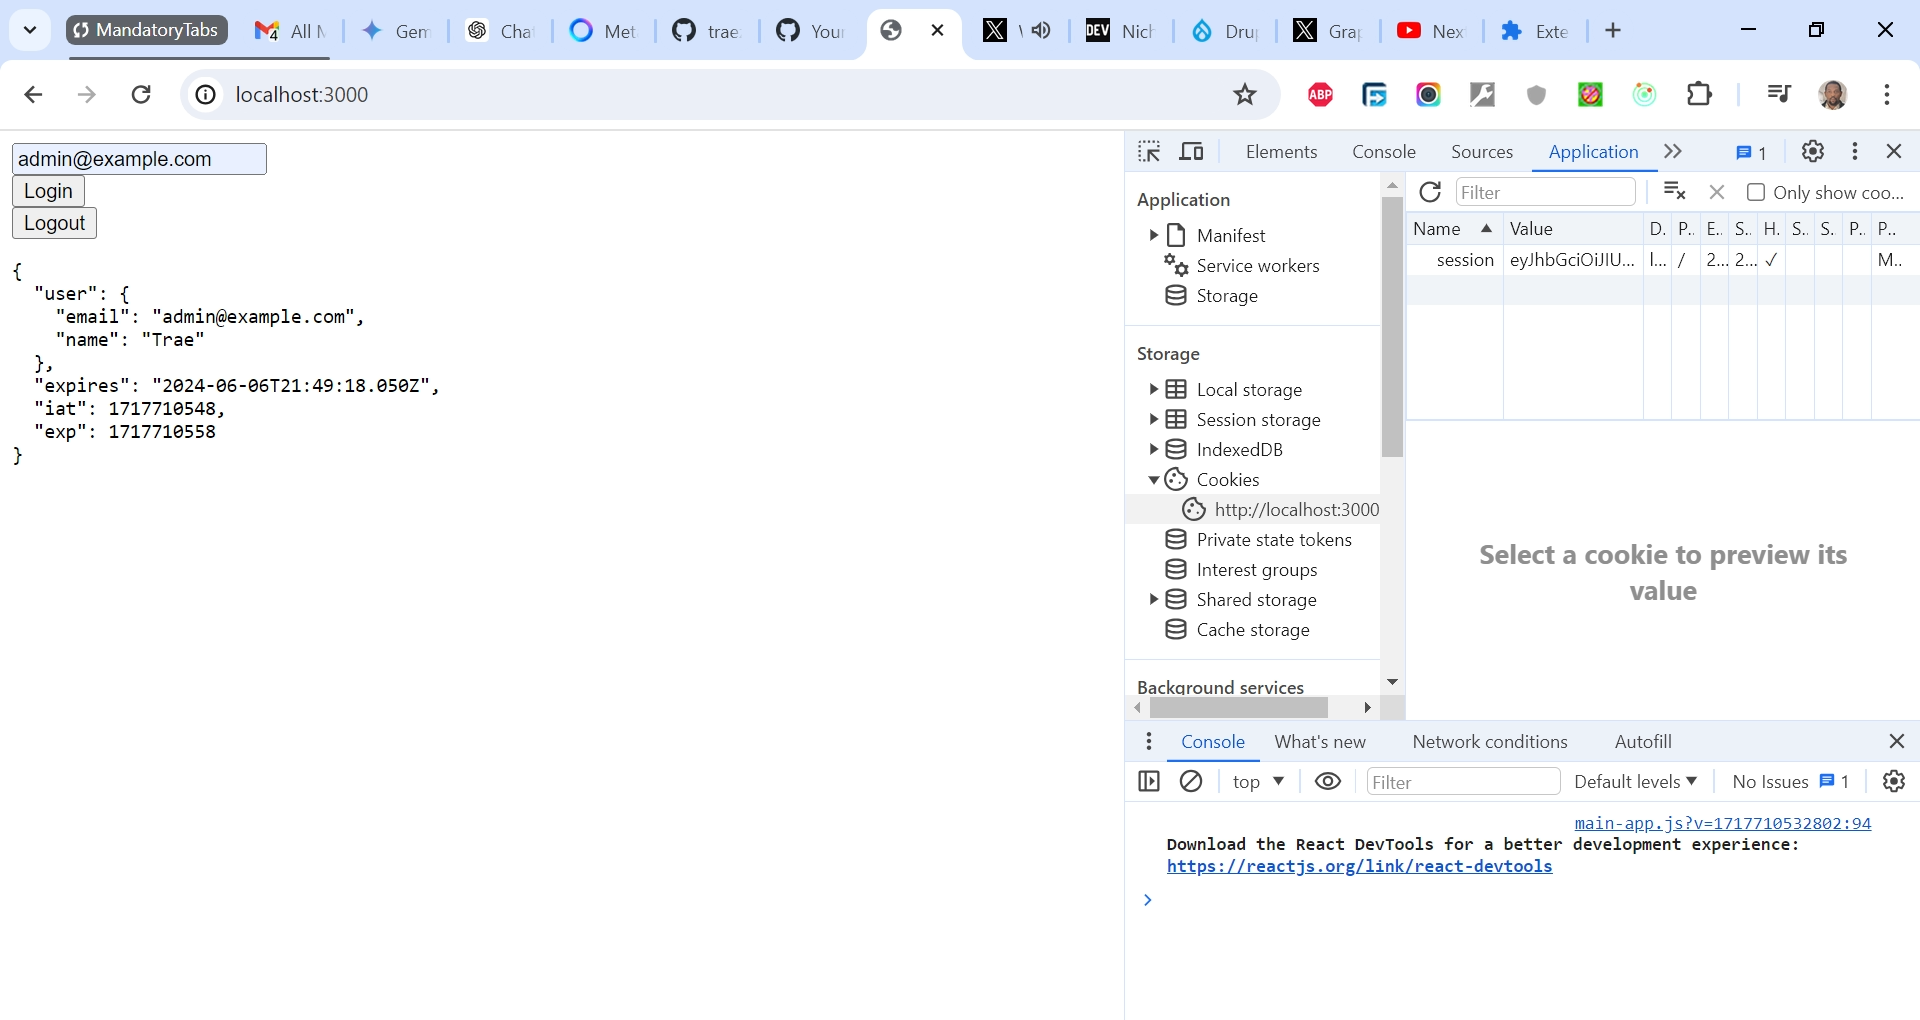 MandatoryTabs
All M
Gem
Cha
Met
trae
You
DEV
Nich
Dru
Gra
Nex
Exte
localhost:3000
ABP
admin@example.com
Login
Logout
{
"user": {
"email": "admin@example.com",
"name": "Trae"
},
"expires": "2024-06-06T21:49:18.050Z",
"iat": 1717710548,
"exp": 1717710558
}
Elements
Console
Sources
Application
1
Application
Manifest
Service workers
Storage
Storage
Local storage
Session storage
IndexedDB
Cookies
http://localhost:3000
Private state tokens
Interest groups
Shared storage
Cache storage
Background services
Filter
Only show coo...
Name Value D. P.. E. S.. H. S.. S. P.. P..
session eyJhbGciOiJIU... l... / 2... 2... ✓ M..
Select a cookie to preview its
value
Console What's new Network conditions Autofill
top Filter Default levels No Issues 1
main-app.js?v=1717710532802:94
Download the React DevTools for a better development experience:
https://reactjs.org/link/react-devtools